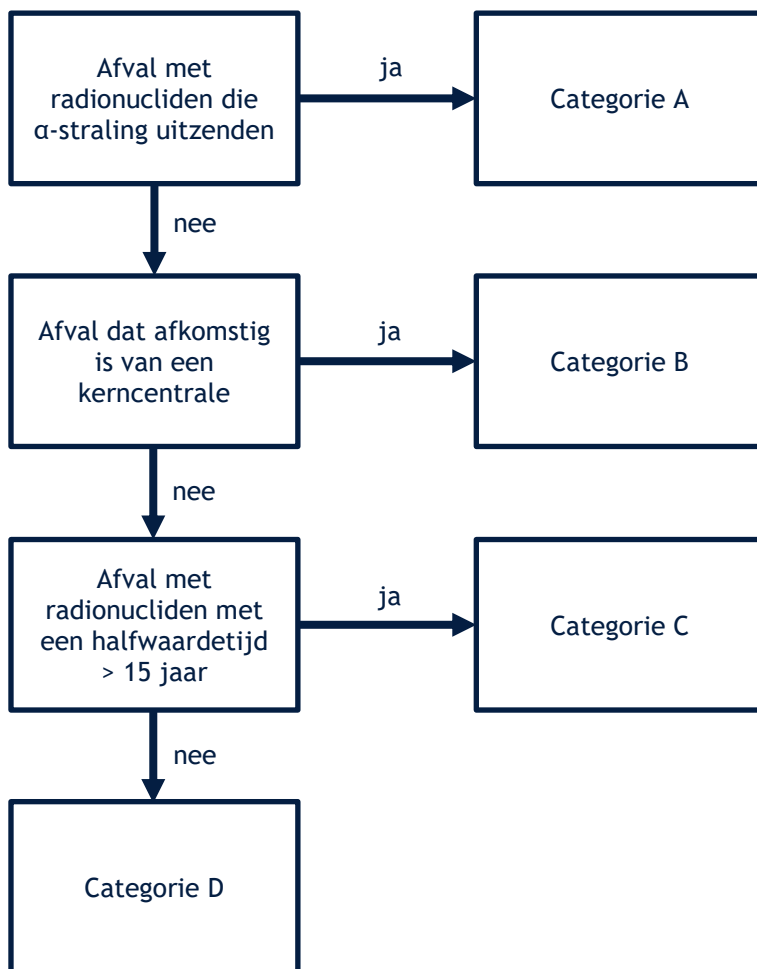 Afval met
radionucliden die
α-straling uitzenden
ja
Categorie A
nee
Afval dat afkomstig
is van een
kerncentrale
ja
Categorie B
nee
Afval met
radionucliden met
een halfwaardetijd
> 15 jaar
ja
Categorie C
nee
Categorie D